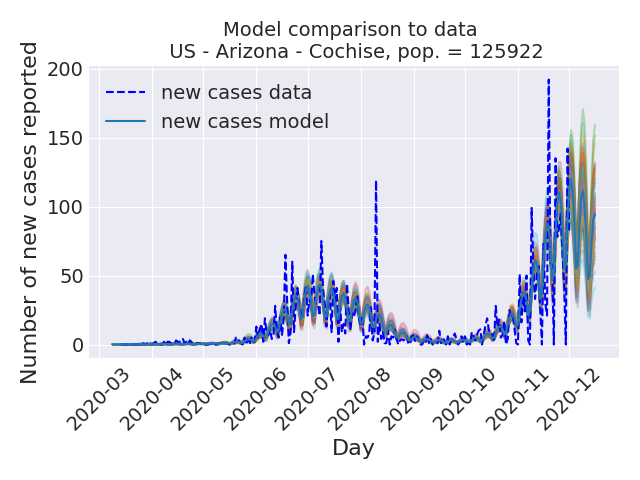 Model comparison to data
US - Arizona - Cochise, pop. = 125922
Number of new cases reported
200
150
100
50
0
new cases data
new cases model
2020-03
2020-04
2020-05
2020-06
2020-07
2020-08
2020-09
2020-10
2020-11
2020-12
Day